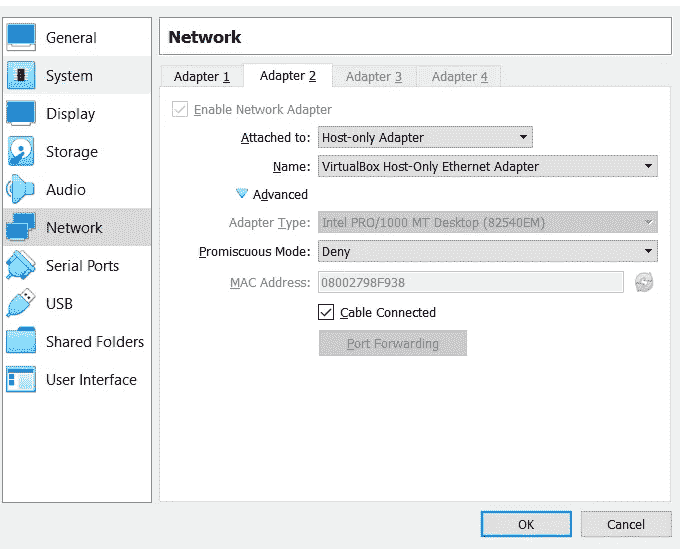 General
System
Display
Storage
Audio
Network
Serial Ports
USB
Shared Folders
User Interface
Network
Adapter 1 Adapter 2 Adapter 3 Adapter 4
Enable Network Adapter
Attached to: Host-only Adapter
Name: VirtualBox Host-Only Ethernet Adapter
Advanced
Adapter Type: Intel PRO/1000 MT Desktop (82540EM)
Promiscuous Mode: Deny
MAC Address: 08002798F938
Cable Connected
Port Forwarding
OK Cancel